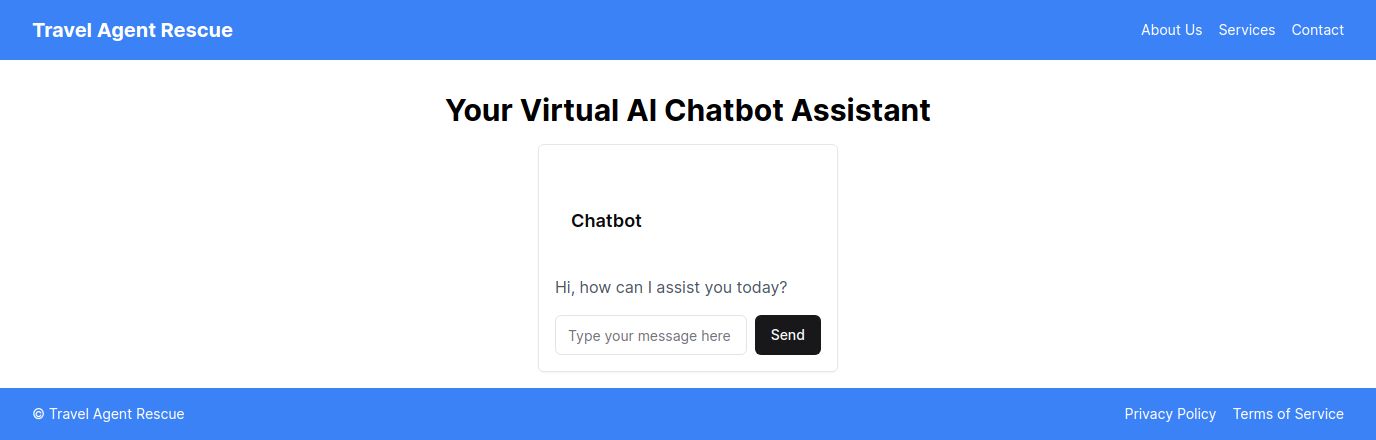 Travel Agent Rescue
About Us Services Contact
Your Virtual AI Chatbot Assistant
Chatbot
Hi, how can I assist you today?
Type your message here
Send
© Travel Agent Rescue
Privacy Policy Terms of Service